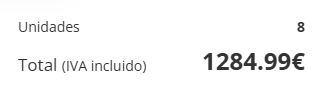 Unidades 8
Total (IVA incluido) 1284.99€